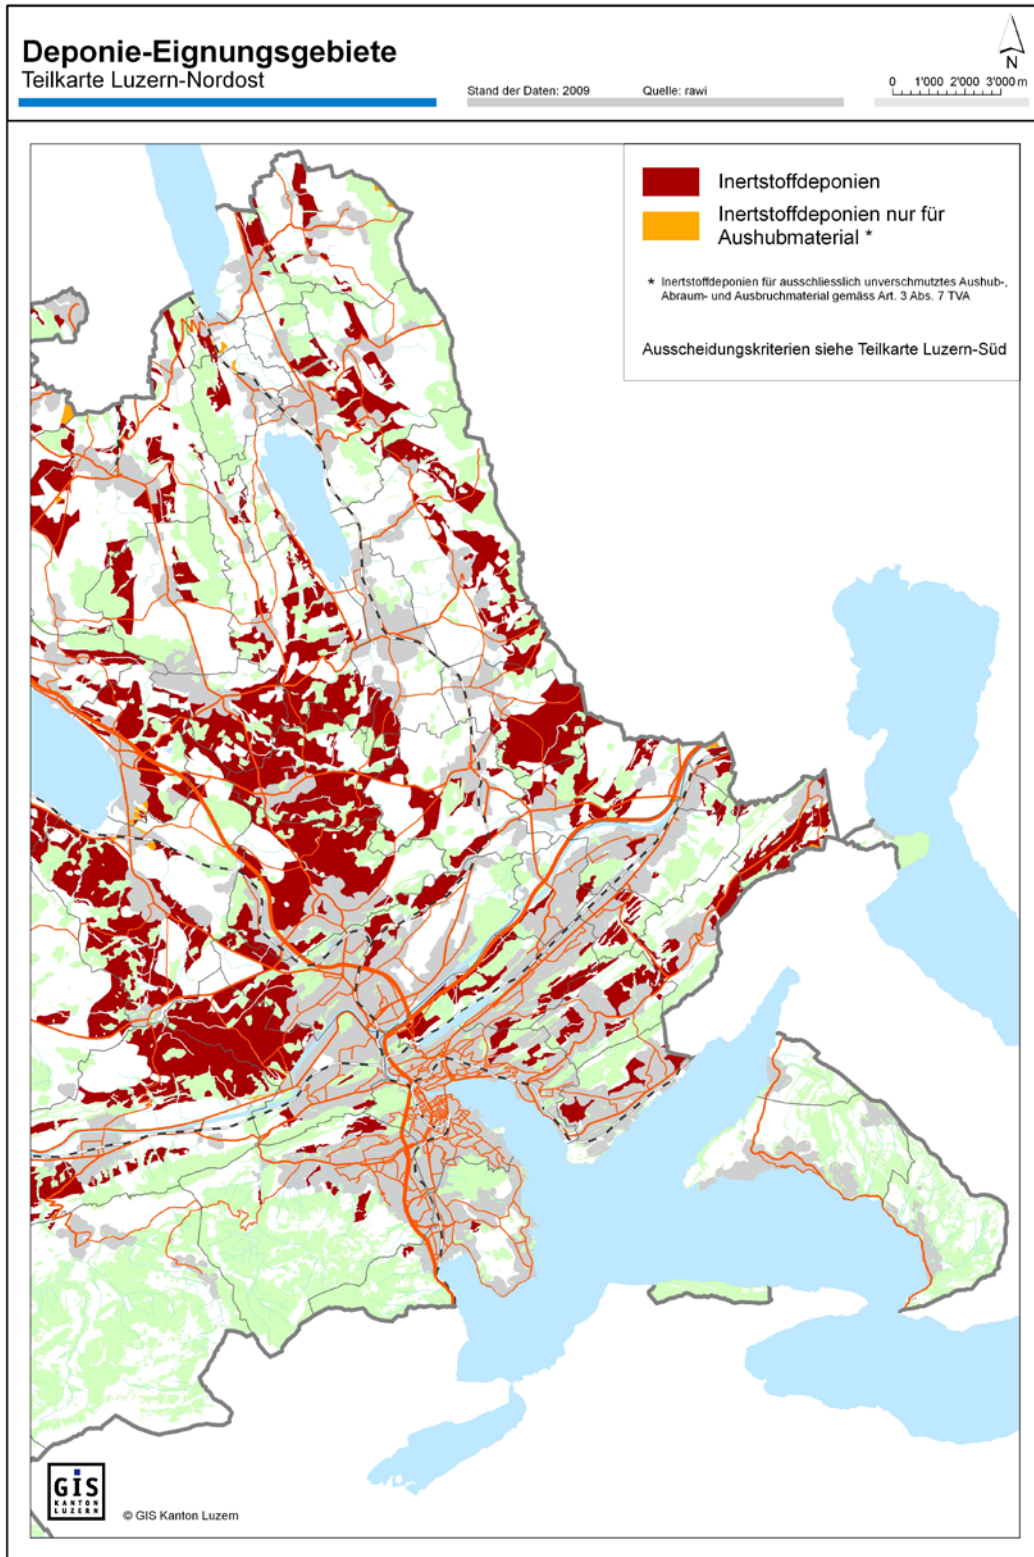 Deponie-Eignungsgebiete
Teilkarte Luzern-Nordost
Stand der Daten: 2009 Quelle: rawi
N
0 1'000 2'000 3'000 m
Inertstoffdeponien
Inertstoffdeponien nur für
Aushubmaterial *
* Inertstoffdeponien für ausschliesslich unverschmutztes Aushub-,
Abraum- und Ausbruchmaterial gemäss Art. 3 Abs. 7 TVA
Ausscheidungskriterien siehe Teilkarte Luzern-Süd
GiS
KANTON
LUZERN
© GIS Kanton Luzern